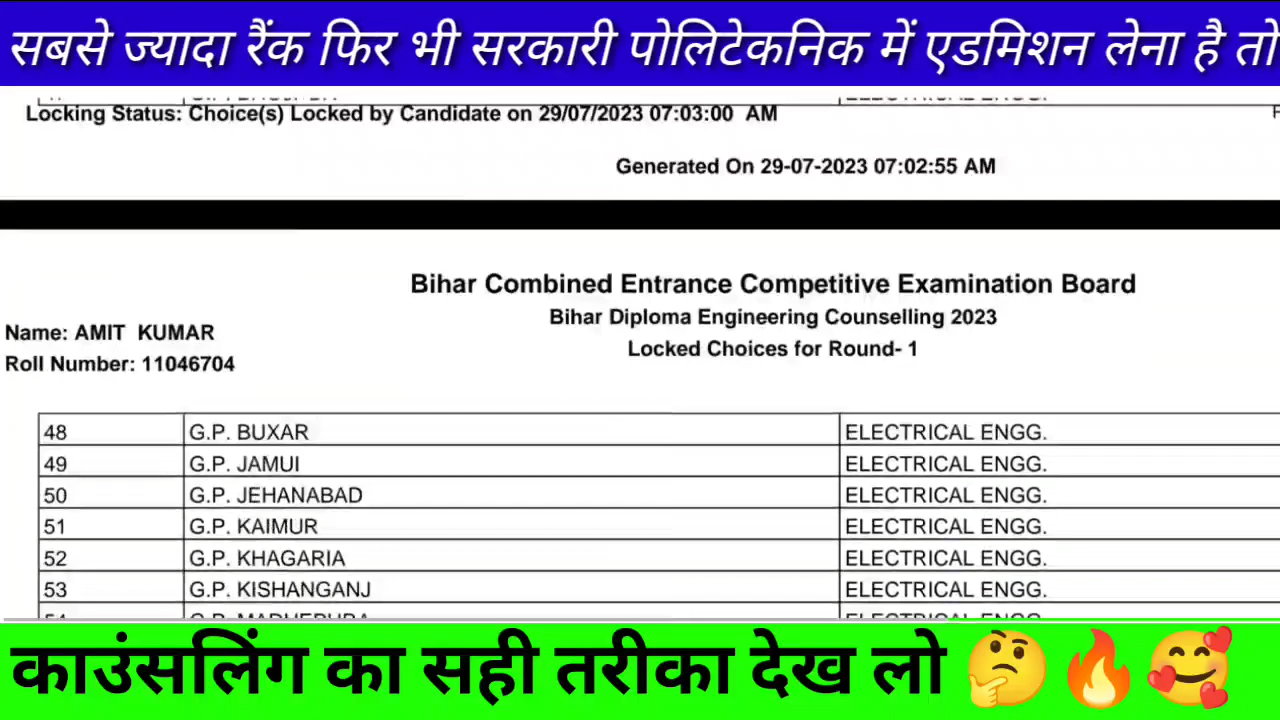 सबसे ज्यादा रैंक फिर भी सरकारी पोलिटेकनिक में एडमिशन लेना है तो
Locking Status: Choice(s) Locked by Candidate on 29/07/2023 07:03:00 AM
Generated On 29-07-2023 07:02:55 AM
Bihar Combined Entrance Competitive Examination Board
Bihar Diploma Engineering Counselling 2023
Name: AMIT KUMAR
Locked Choices for Round- 1
Roll Number: 11046704
48 G.P. BUXAR ELECTRICAL ENGG.
49 G.P. JAMUI ELECTRICAL ENGG.
50 G.P. JEHANABAD ELECTRICAL ENGG.
51 G.P. KAIMUR ELECTRICAL ENGG.
52 G.P. KHAGARIA ELECTRICAL ENGG.
53 G.P. KISHANGANJ ELECTRICAL ENGG.
54 G.P. MADHEPURA ELECTRICAL ENGG.
काउंसलिंग का सही तरीका देख लो 🤔🔥🥰